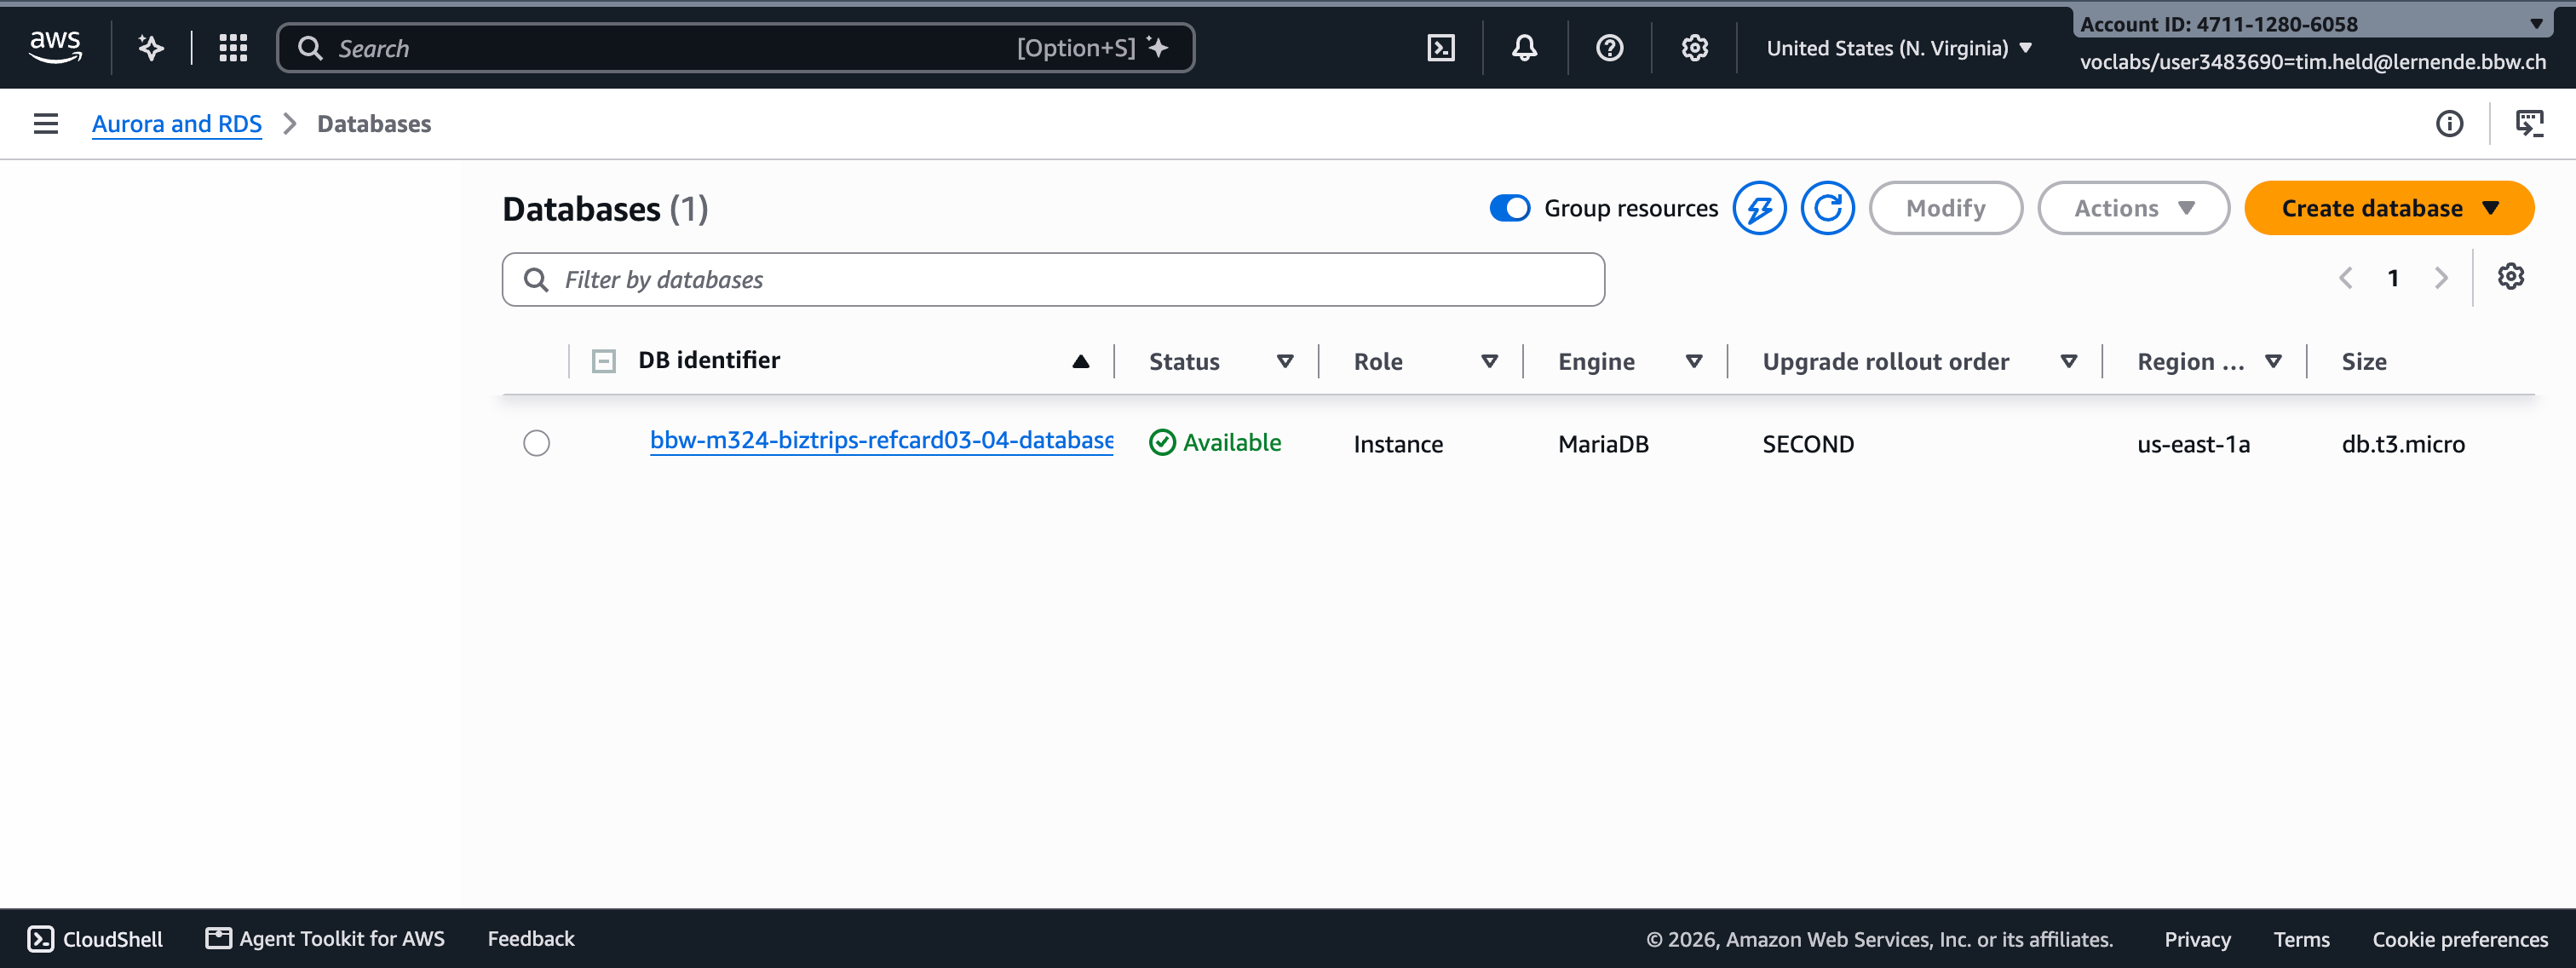 aws
Search
[Option+S]
United States (N. Virginia)
Account ID: 4711-1280-6058
voclabs/user3483690=tim.held@lernende.bbw.ch
Aurora and RDS
Databases
Databases (1)
Group resources
Modify
Actions
Create database
Filter by databases
1
DB identifier
Status
Role
Engine
Upgrade rollout order
Region ...
Size
bbw-m324-biztrips-refcard03-04-database
Available
Instance
MariaDB
SECOND
us-east-1a
db.t3.micro
CloudShell
Agent Toolkit for AWS
Feedback
© 2026, Amazon Web Services, Inc. or its affiliates.
Privacy
Terms
Cookie preferences